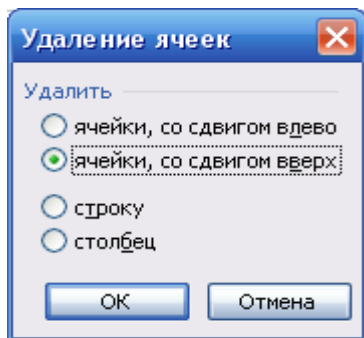 Удаление ячеек
Удалить
ячейки, со сдвигом влево
ячейки, со сдвигом вверх
строку
столбец
ОК
Отмена